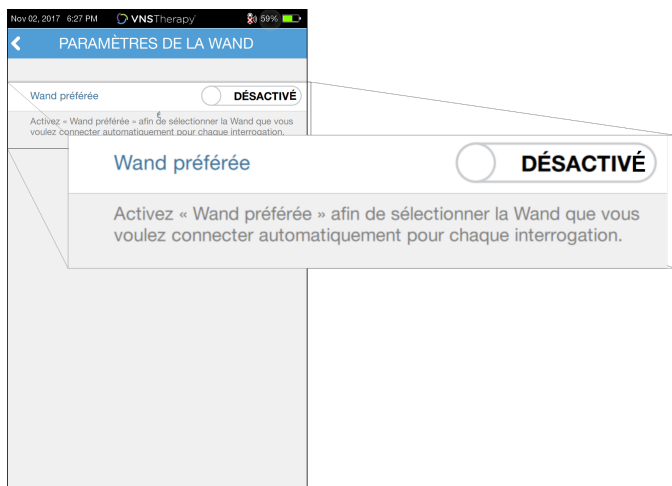 Nov 02, 2017 6:27 PM VNSTherapy 59%
PARAMÈTRES DE LA WAND
Wand préférée DÉSACTIVÉ
É
Activez « Wand préférée » afin de sélectionner la Wand que vous
voulez connecter automatiquement pour chaque interrogation.
Wand préférée DÉSACTIVÉ
Activez « Wand préférée » afin de sélectionner la Wand que vous
voulez connecter automatiquement pour chaque interrogation.